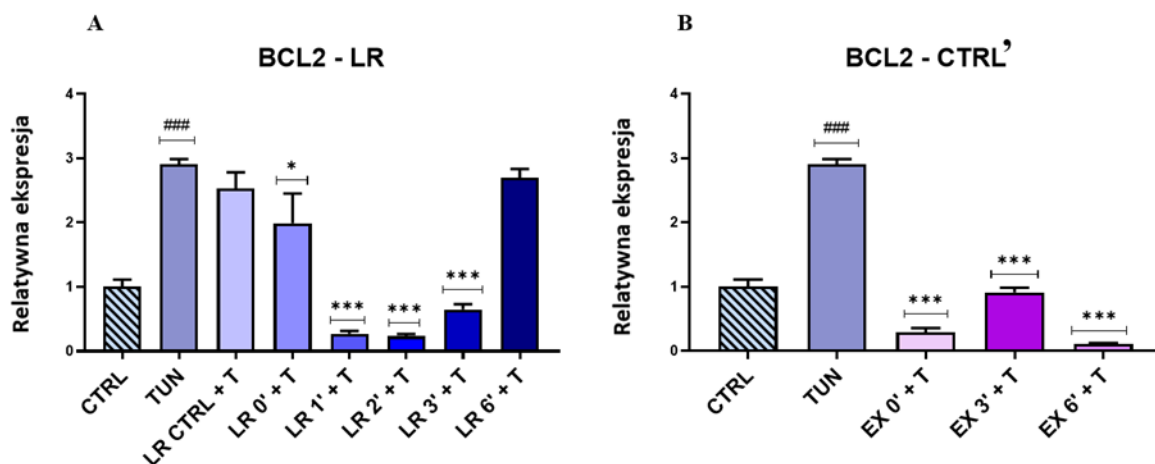 A
BCL2 - LR
Relatywna ekspresja
4
3
2
1
0
###
*
***
***
***
CTRL
TUN
LR CTRL + T
LR 0' + T
LR 1' + T
LR 2' + T
LR 3' + T
LR 6' + T
B
BCL2 - CTRL’
Relatywna ekspresja
4
3
2
1
0
###
***
***
***
CTRL
TUN
EX 0' + T
EX 3' + T
EX 6' + T